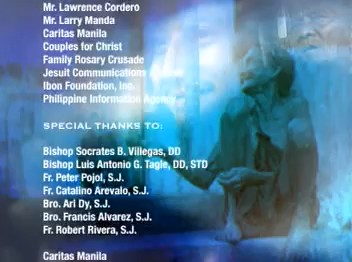 Mr. Lawrence Cordero
Mr. Larry Manda
Caritas Manila
Couples for Christ
Family Rosary Crusade
Jesuit Communications
Ibon Foundation, Inc.
Philippine Information Agency
SPECIAL THANKS TO:
Bishop Socrates B. Villegas, DD
Bishop Luis Antonio G. Tagle, DD, STD
Fr. Peter Pojol, S.J.
Fr. Catalino Arevalo, S.J.
Bro. Ari Dy, S.J.
Bro. Francis Alvarez, S.J.
Fr. Robert Rivera, S.J.
Caritas Manila